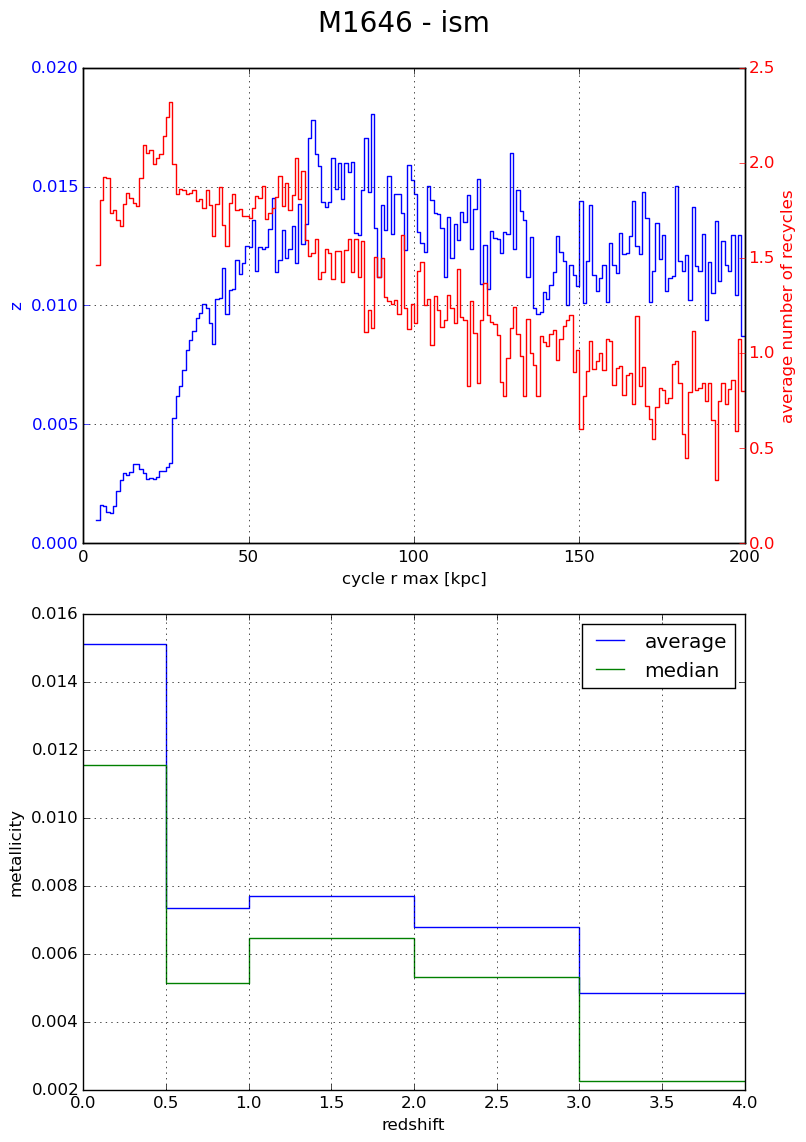 M1646 - ism
0.020
0.015
0.010
0.005
0.000
z
2.5
2.0
1.5
1.0
0.5
0.0
average number of recycles
0 50 100 150 200
cycle r max [kpc]
0.016
0.014
0.012
0.010
0.008
0.006
0.004
0.002
metallicity
average
median
0.0 0.5 1.0 1.5 2.0 2.5 3.0 3.5 4.0
redshift